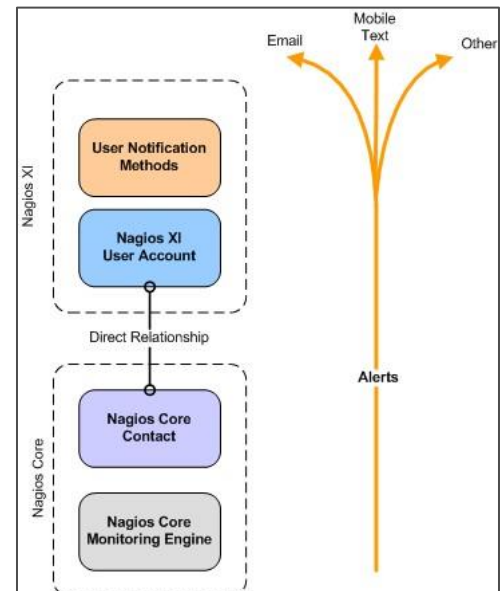 Mobile
Text
Email
Other
Nagios XI
User Notification
Methods
Nagios XI
User Account
Direct Relationship
Alerts
Nagios Core
Nagios Core
Contact
Nagios Core
Monitoring Engine